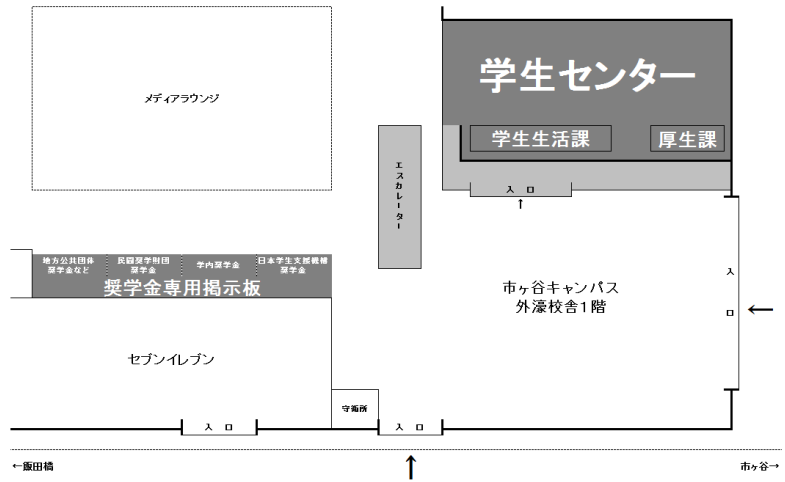 学生センター
メディアラウンジ
学生生活課
厚生課
エスカレーター
入 口
↑
地方公共団体
奨学金など
民間奨学財団
奨学金
学内奨学金
日本学生支援機構
奨学金
奨学金専用掲示板
市ヶ谷キャンパス
外濠校舎1階
入 口
←
セブンイレブン
守衛所
入 口
入 口
↑
←飯田橋
市ヶ谷→